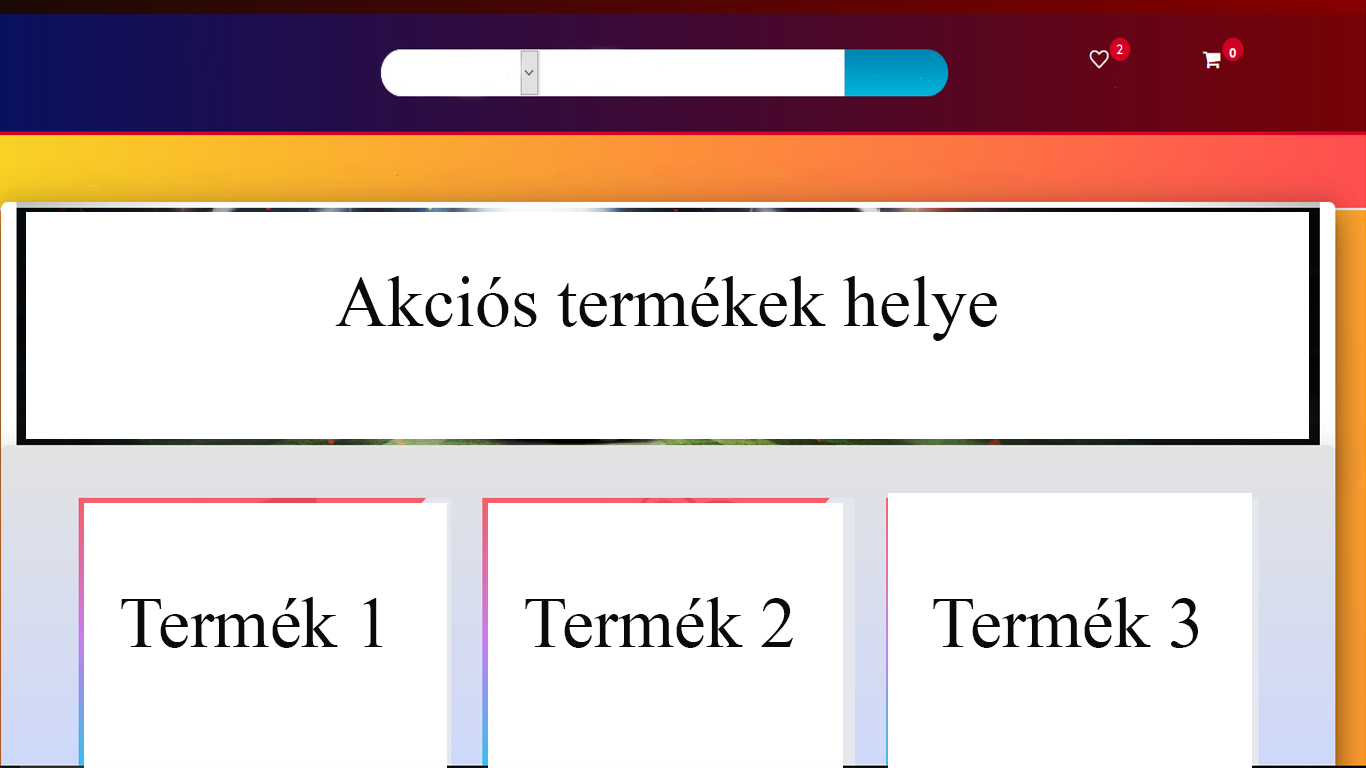 2
0
Akciós termékek helye
Termék 1
Termék 2
Termék 3